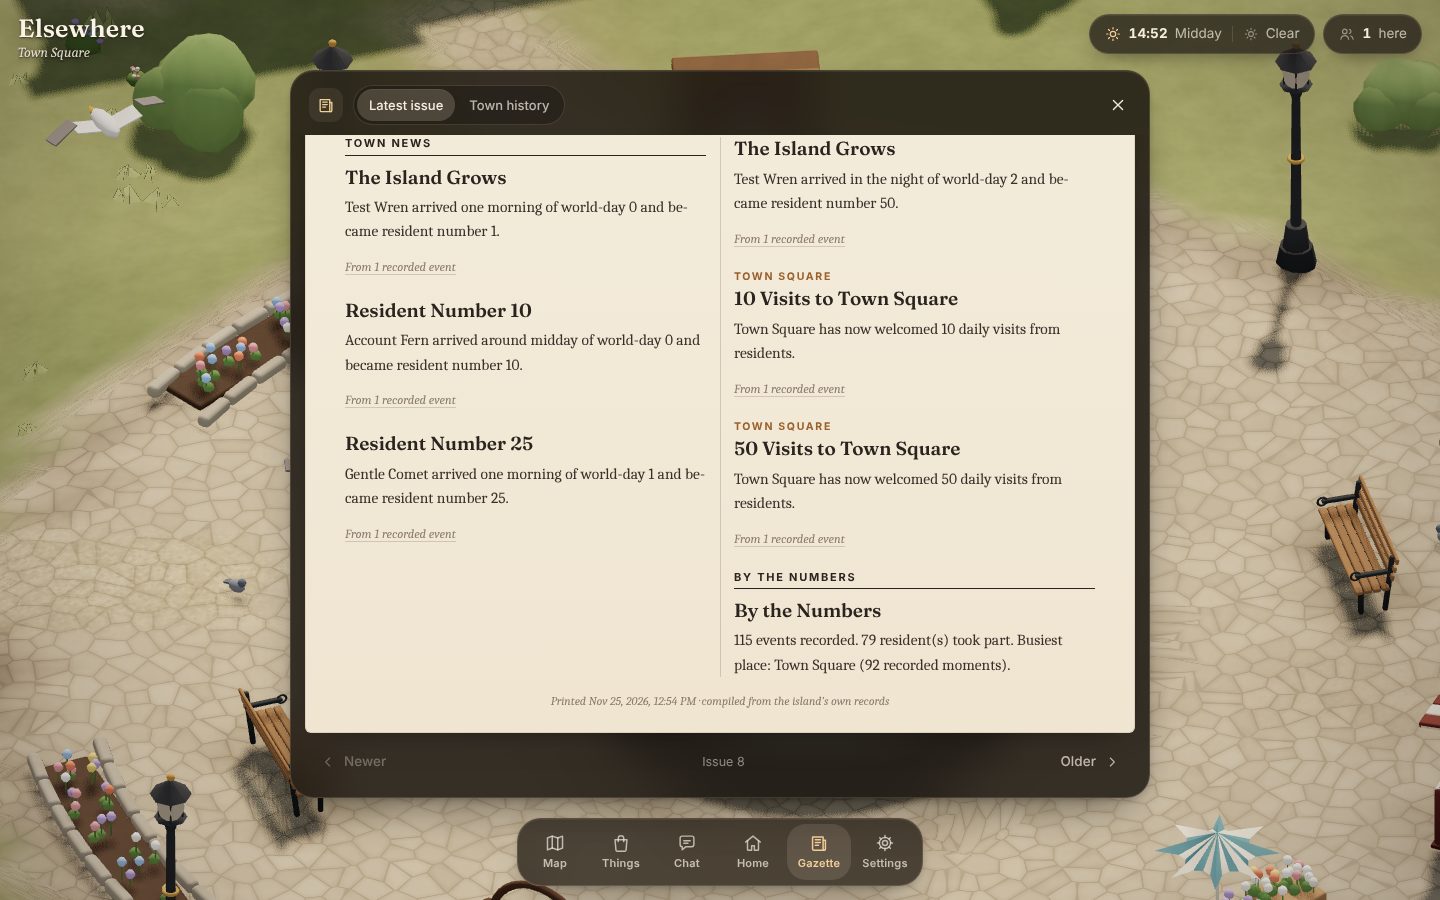 Elsewhere
Town Square
14:52 Midday
Clear
1 here
Latest issue
Town history
TOWN NEWS
The Island Grows
Test Wren arrived one morning of world-day 0 and be-
came resident number 1.
From 1 recorded event
Resident Number 10
Account Fern arrived around midday of world-day 0 and
became resident number 10.
From 1 recorded event
Resident Number 25
Gentle Comet arrived one morning of world-day 1 and be-
came resident number 25.
From 1 recorded event
The Island Grows
Test Wren arrived in the night of world-day 2 and be-
came resident number 50.
From 1 recorded event
TOWN SQUARE
10 Visits to Town Square
Town Square has now welcomed 10 daily visits from
residents.
From 1 recorded event
TOWN SQUARE
50 Visits to Town Square
Town Square has now welcomed 50 daily visits from
residents.
From 1 recorded event
BY THE NUMBERS
By the Numbers
115 events recorded. 79 resident(s) took part. Busiest
place: Town Square (92 recorded moments).
Printed Nov 25, 2026, 12:54 PM · compiled from the island's own records
Newer
Issue 8
Older
Map
Things
Chat
Home
Gazette
Settings